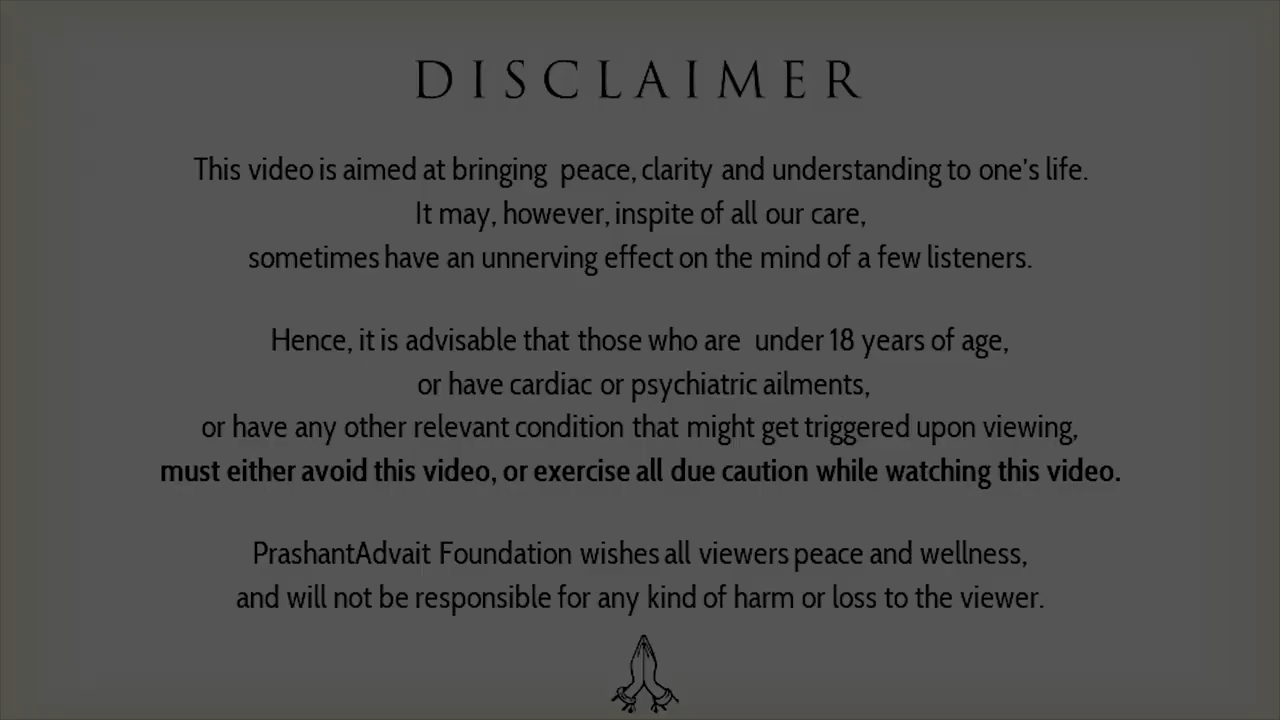 DISCLAIMER
This video is aimed at bringing peace, clarity and understanding to one's life.
It may, however, inspite of all our care,
sometimes have an unnerving effect on the mind of a few listeners.
Hence, it is advisable that those who are under 18 years of age,
or have cardiac or psychiatric ailments,
or have any other relevant condition that might get triggered upon viewing,
must either avoid this video, or exercise all due caution while watching this video.
PrashantAdvait Foundation wishes all viewers peace and wellness,
and will not be responsible for any kind of harm or loss to the viewer.